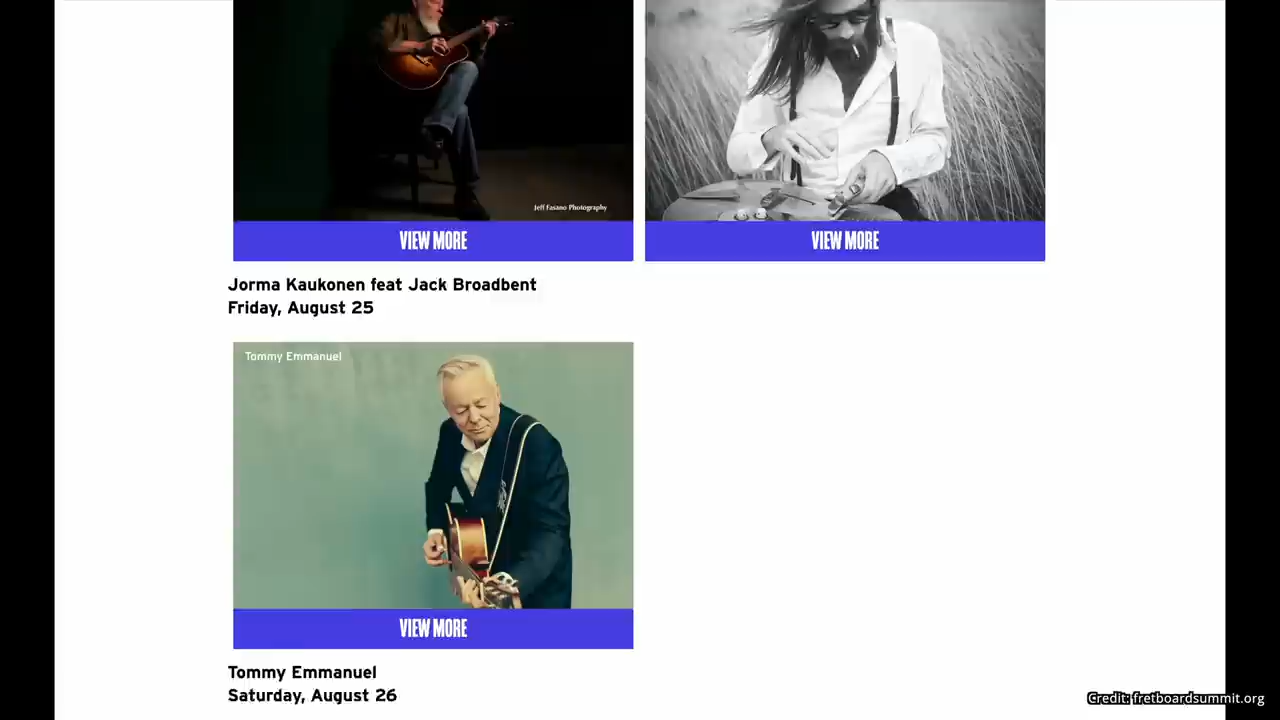 Jeff Fasano Photography
VIEW MORE
VIEW MORE
Jorma Kaukonen feat Jack Broadbent
Friday, August 25
Tommy Emmanuel
VIEW MORE
Tommy Emmanuel
Saturday, August 26
Credit: fretboardsummit.org